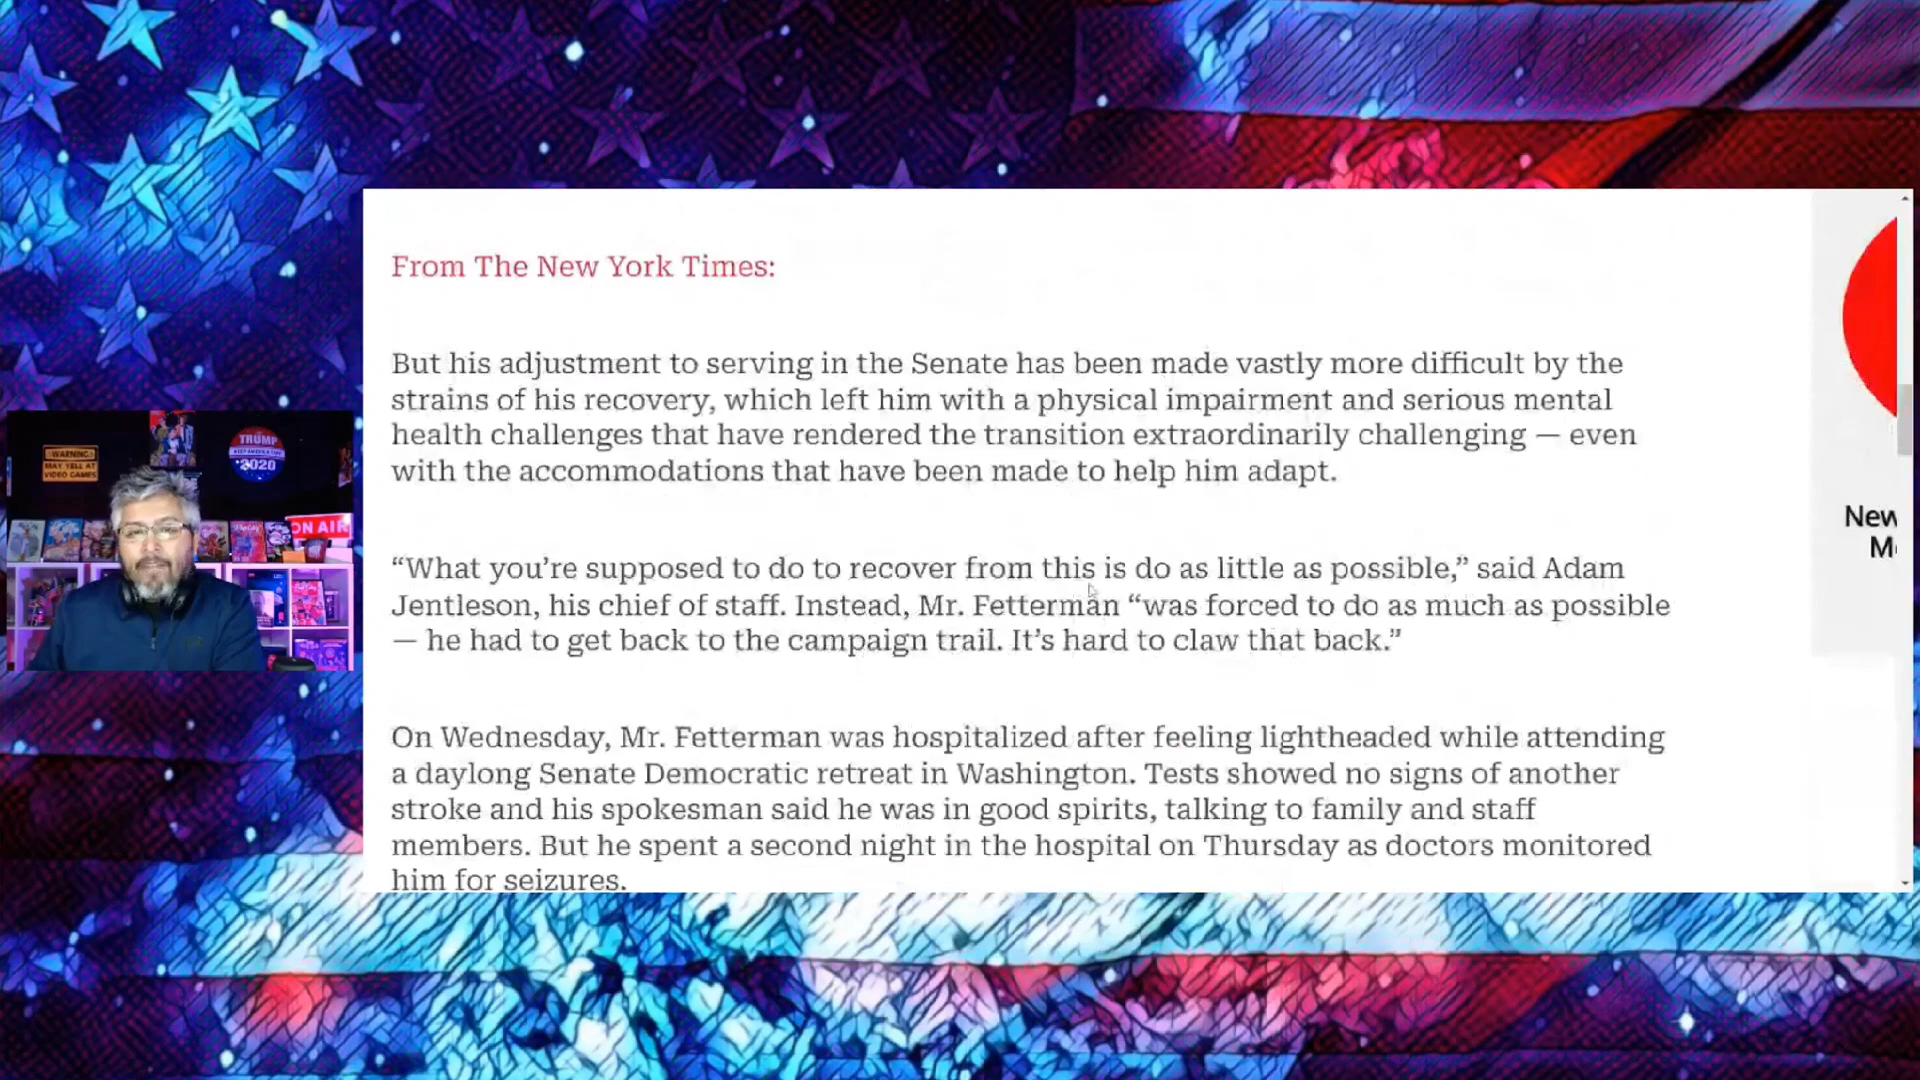 From The New York Times:
But his adjustment to serving in the Senate has been made vastly more difficult by the
strains of his recovery, which left him with a physical impairment and serious mental
health challenges that have rendered the transition extraordinarily challenging — even
with the accommodations that have been made to help him adapt.
“What you’re supposed to do to recover from this is do as little as possible,” said Adam
Jentleson, his chief of staff. Instead, Mr. Fetterman “was forced to do as much as possible
— he had to get back to the campaign trail. It’s hard to claw that back.”
On Wednesday, Mr. Fetterman was hospitalized after feeling lightheaded while attending
a daylong Senate Democratic retreat in Washington. Tests showed no signs of another
stroke and his spokesman said he was in good spirits, talking to family and staff
members. But he spent a second night in the hospital on Thursday as doctors monitored
him for seizures.
New
M
WARNING
MAY YELL AT
VIDEO GAMES
TRUMP
2020
ON AIR